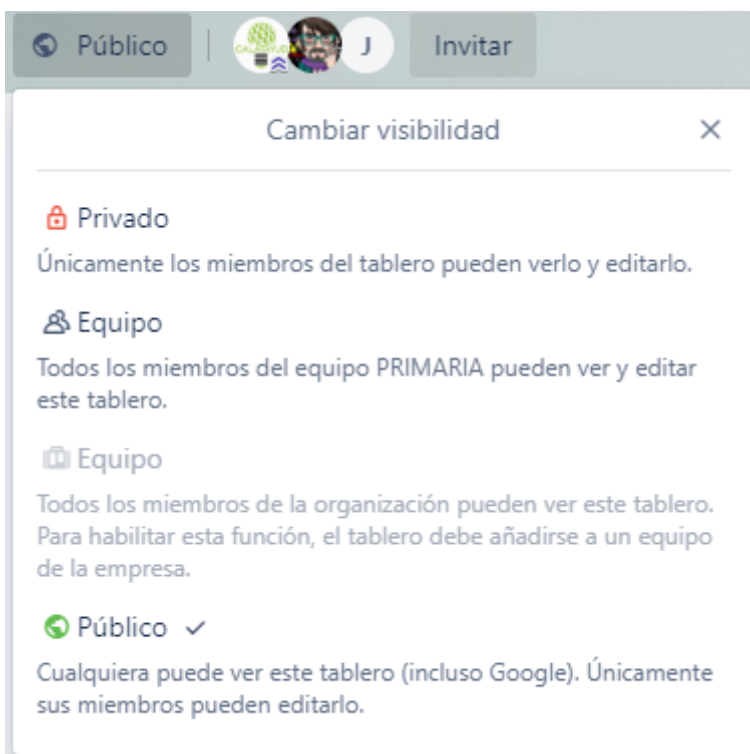 Público
J
Invitar
Cambiar visibilidad
Privado
Únicamente los miembros del tablero pueden verlo y editarlo.
Equipo
Todos los miembros del equipo PRIMARIA pueden ver y editar
este tablero.
Equipo
Todos los miembros de la organización pueden ver este tablero.
Para habilitar esta función, el tablero debe añadirse a un equipo
de la empresa.
Público
Cualquiera puede ver este tablero (incluso Google). Únicamente
sus miembros pueden editarlo.